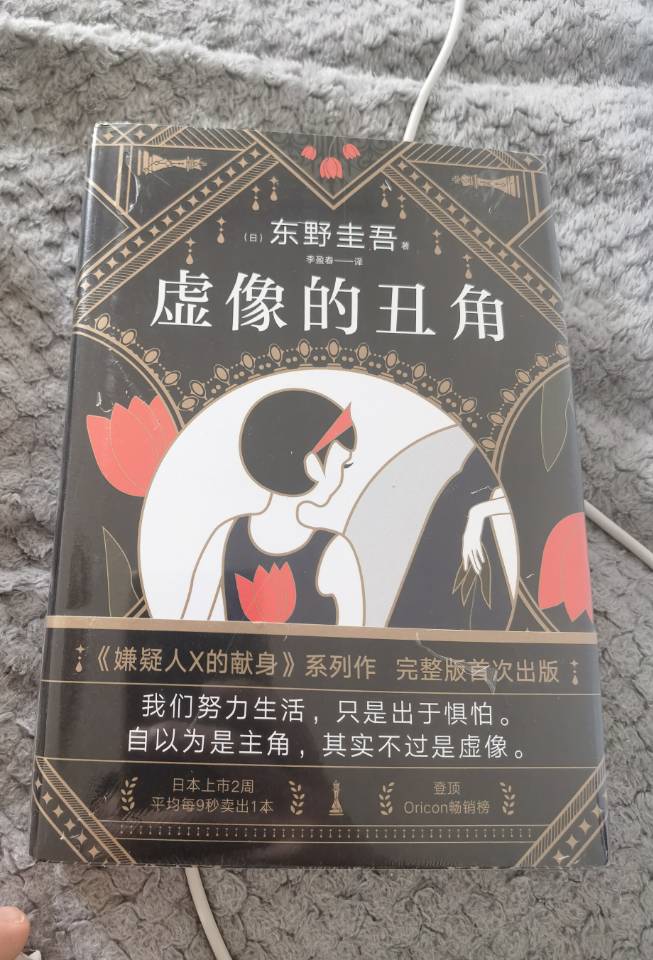 (日) 东野圭吾 著
李盈春——译
虚像的丑角
《嫌疑人X的献身》系列作 完整版首次出版
我们努力生活，只是出于惧怕。
自以为是主角，其实不过是虚像。
日本上市2周
平均每9秒卖出1本
登顶
Oricon畅销榜